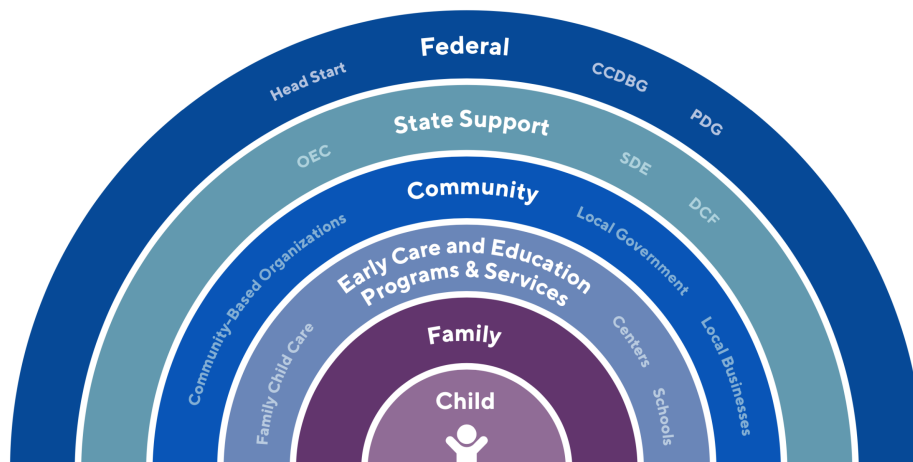 Federal
Head Start
CCDBG
PDG
State Support
OEC
SDE
DCF
Community
Community-Based Organizations
Local Government
Local Businesses
Early Care and Education
Programs & Services
Family Child Care
Centers
Schools
Family
Child